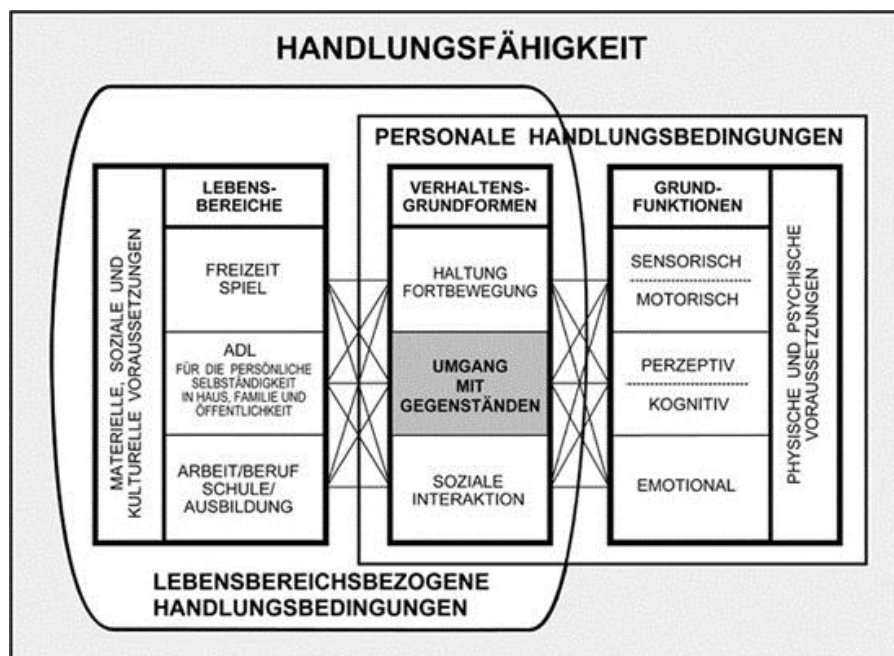 HANDLUNGSFÄHIGKEIT
PERSONALE HANDLUNGSBEDINGUNGEN
MATERIELLE, SOZIALE UND
KULTURELLE VORAUSSETZUNGEN
LEBENS-
BEREICHE
FREIZEIT
SPIEL
ADL
FÜR DIE PERSÖNLICHE
SELBSTÄNDIGKEIT
IN HAUS, FAMILIE UND
ÖFFENTLICHKEIT
ARBEIT/BERUF
SCHULE/
AUSBILDUNG
VERHALTENS-
GRUNDFORMEN
HALTUNG
FORTBEWEGUNG
UMGANG
MIT
GEGENSTÄNDEN
SOZIALE
INTERAKTION
GRUND-
FUNKTIONEN
SENSORISCH
MOTORISCH
PERZEPTIV
KOGNITIV
EMOTIONAL
PHYSISCHE UND PSYCHISCHE
VORAUSSETZUNGEN
LEBENSBEREICHSBEZOGENE
HANDLUNGSBEDINGUNGEN